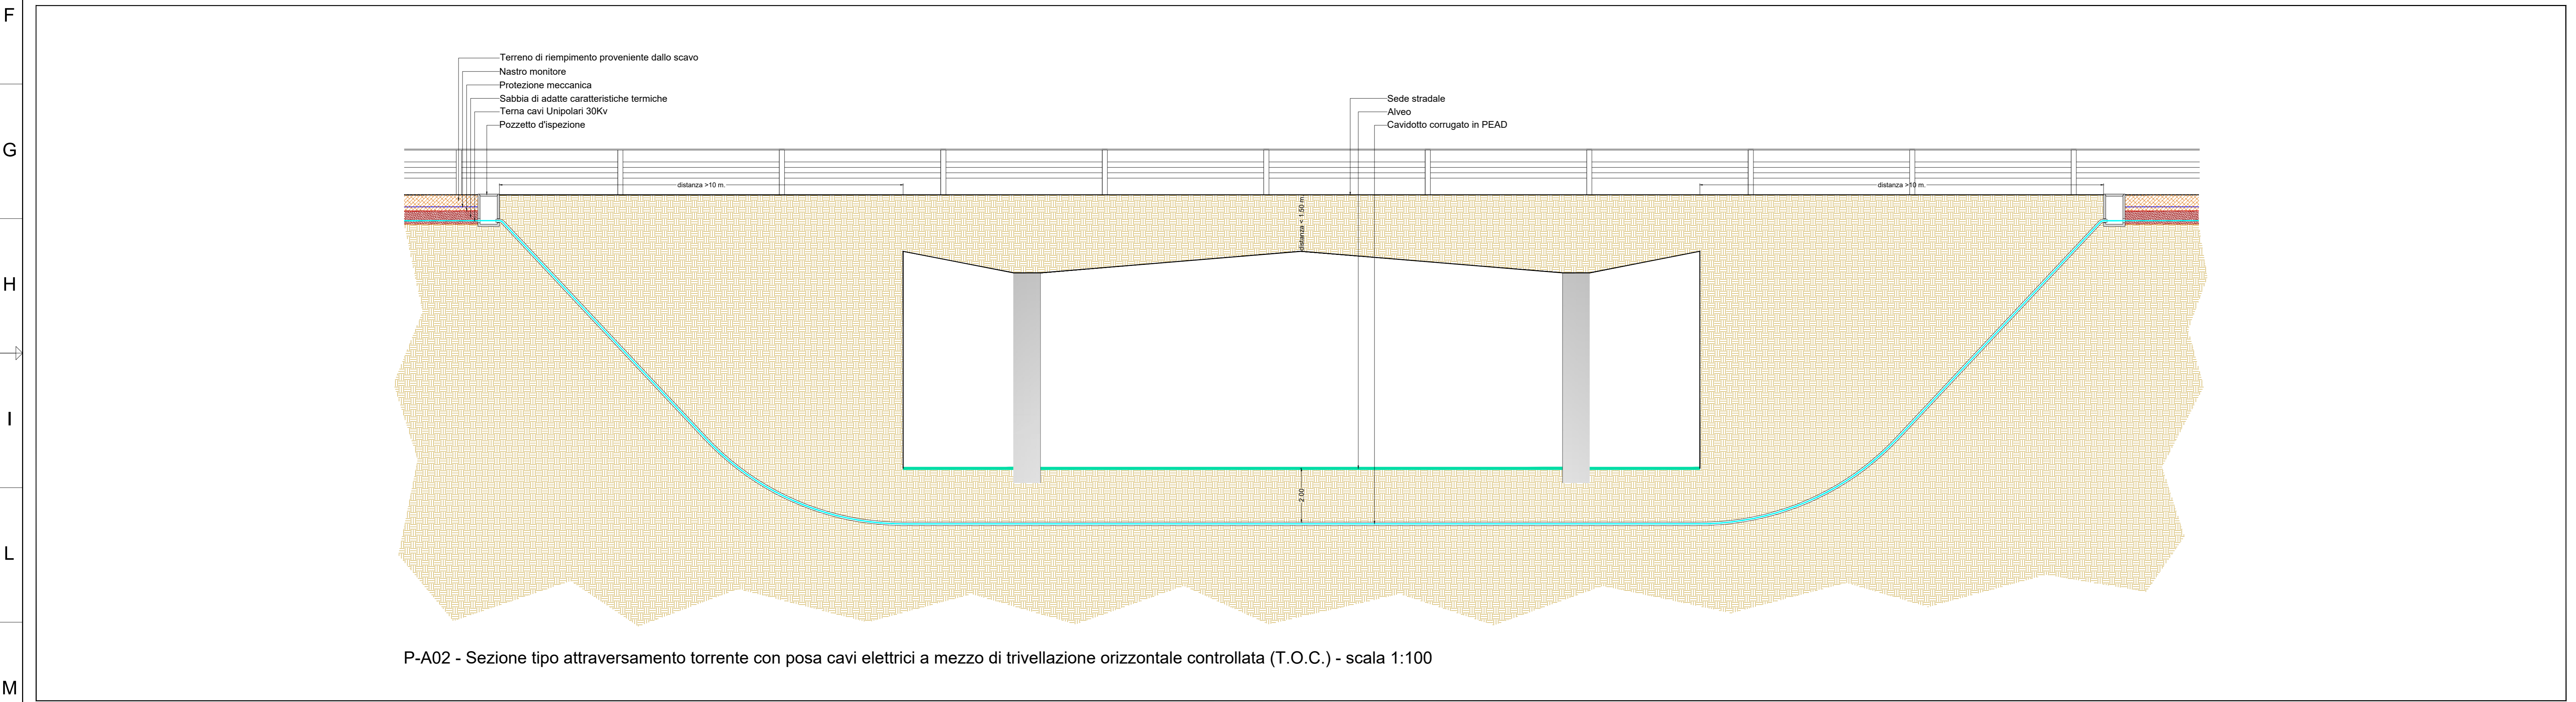 F
G
H
I
L
M
Terreno di riempimento proveniente dallo scavo
Nastro monitore
Protezione meccanica
Sabbia di adatte caratteristiche termiche
Terna cavi Unipolari 30Kv
Pozzetto d'ispezione
Sede stradale
Alveo
Cavidotto corrugato in PEAD
distanza >10 m.
distanza < 1.50 m.
distanza >10 m.
2.00
P-A02 - Sezione tipo attraversamento torrente con posa cavi elettrici a mezzo di trivellazione orizzontale controllata (T.O.C.) - scala 1:100